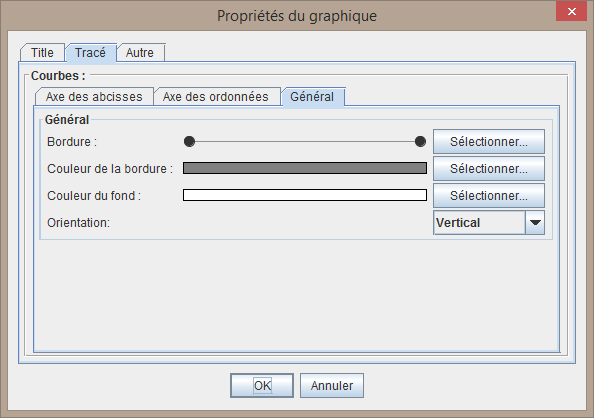 Propriétés du graphique
Title Tracé Autre
Courbes :
Axe des abcisses Axe des ordonnées Général
Général
Bordure : Sélectionner...
Couleur de la bordure : Sélectionner...
Couleur du fond : Sélectionner...
Orientation: Vertical
OK Annuler